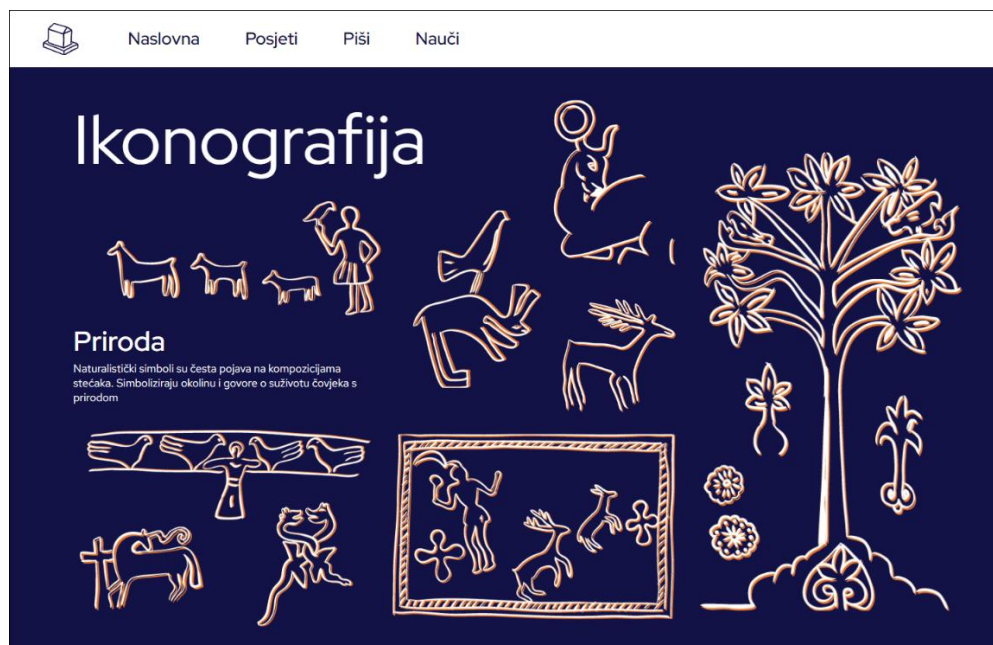 Naslovna Posjeti Piši Nauči
Ikonografija
Priroda
Naturalistički simboli su česta pojava na kompozicijama
stećaka. Simboliziraju okolinu i govore o suživotu čovjeka s
prirodom